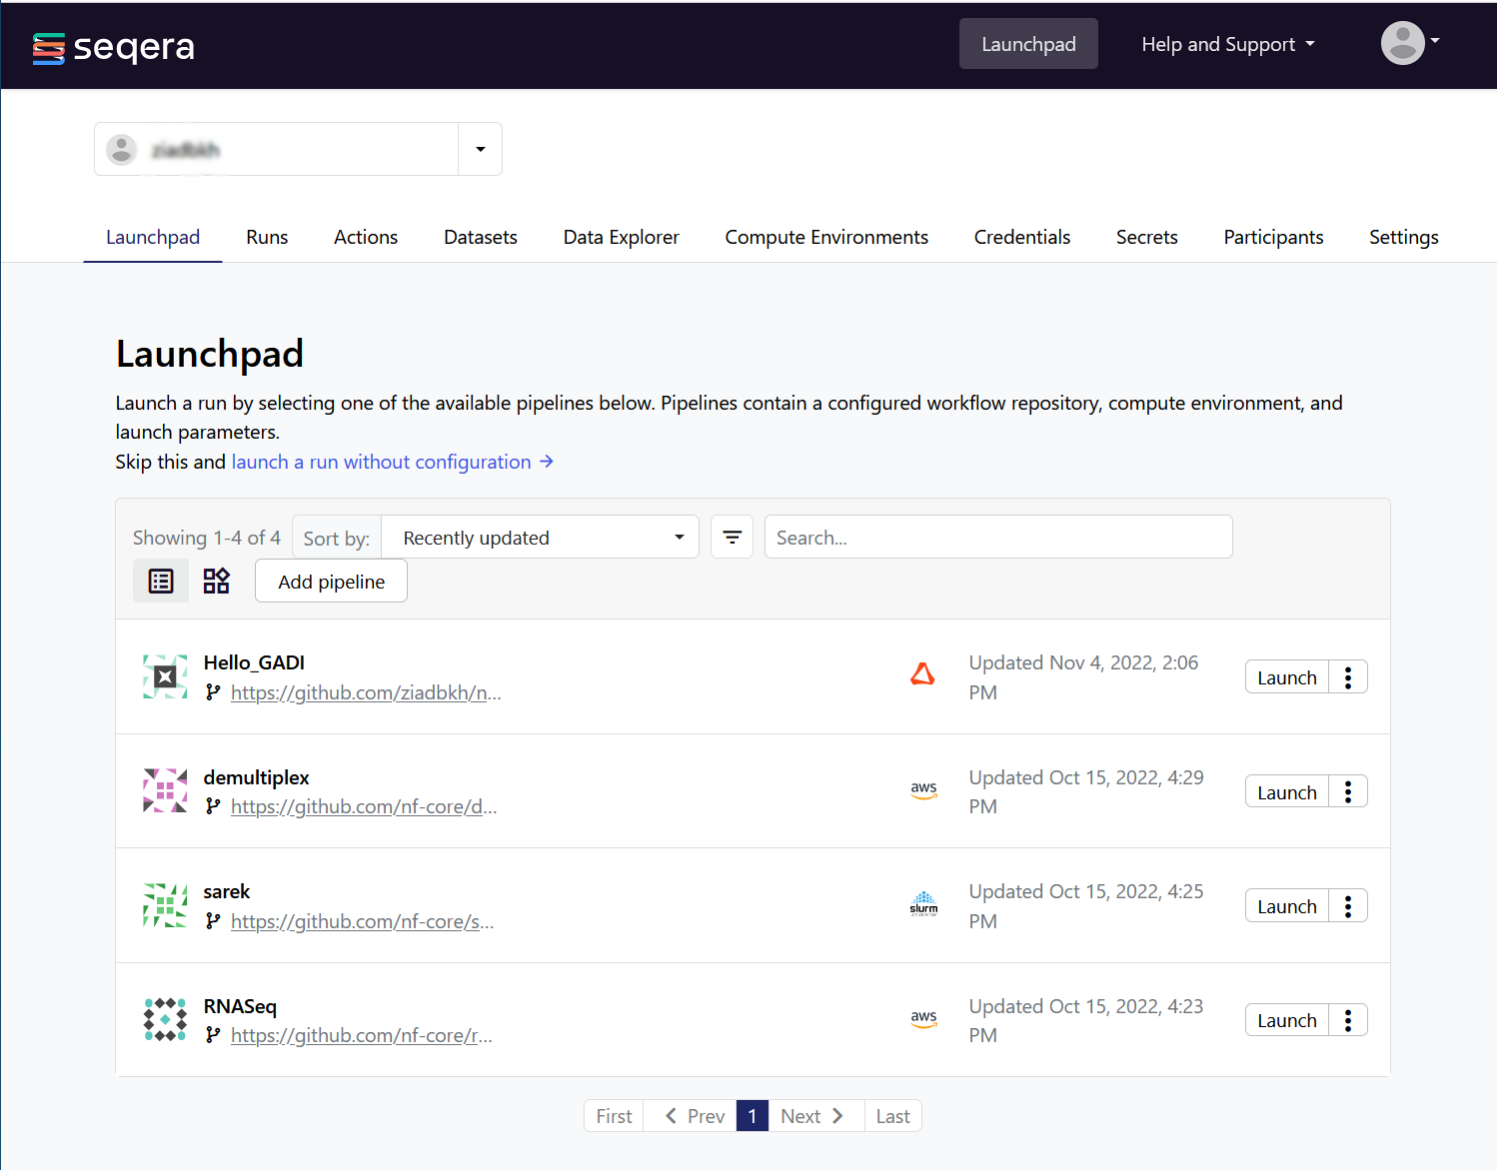 seqera
Launchpad
Help and Support
Launchpad
Runs
Actions
Datasets
Data Explorer
Compute Environments
Credentials
Secrets
Participants
Settings
Launchpad
Launch a run by selecting one of the available pipelines below. Pipelines contain a configured workflow repository, compute environment, and
launch parameters.
Skip this and launch a run without configuration →
Showing 1-4 of 4
Sort by:
Recently updated
Search...
Add pipeline
Hello_GADI
https://github.com/ziadbkh/n...
Updated Nov 4, 2022, 2:06
PM
Launch
demultiplex
https://github.com/nf-core/d...
aws
Updated Oct 15, 2022, 4:29
PM
Launch
sarek
https://github.com/nf-core/s...
slurm
Updated Oct 15, 2022, 4:25
PM
Launch
RNASeq
https://github.com/nf-core/r...
aws
Updated Oct 15, 2022, 4:23
PM
Launch
First
Prev
1
Next
Last